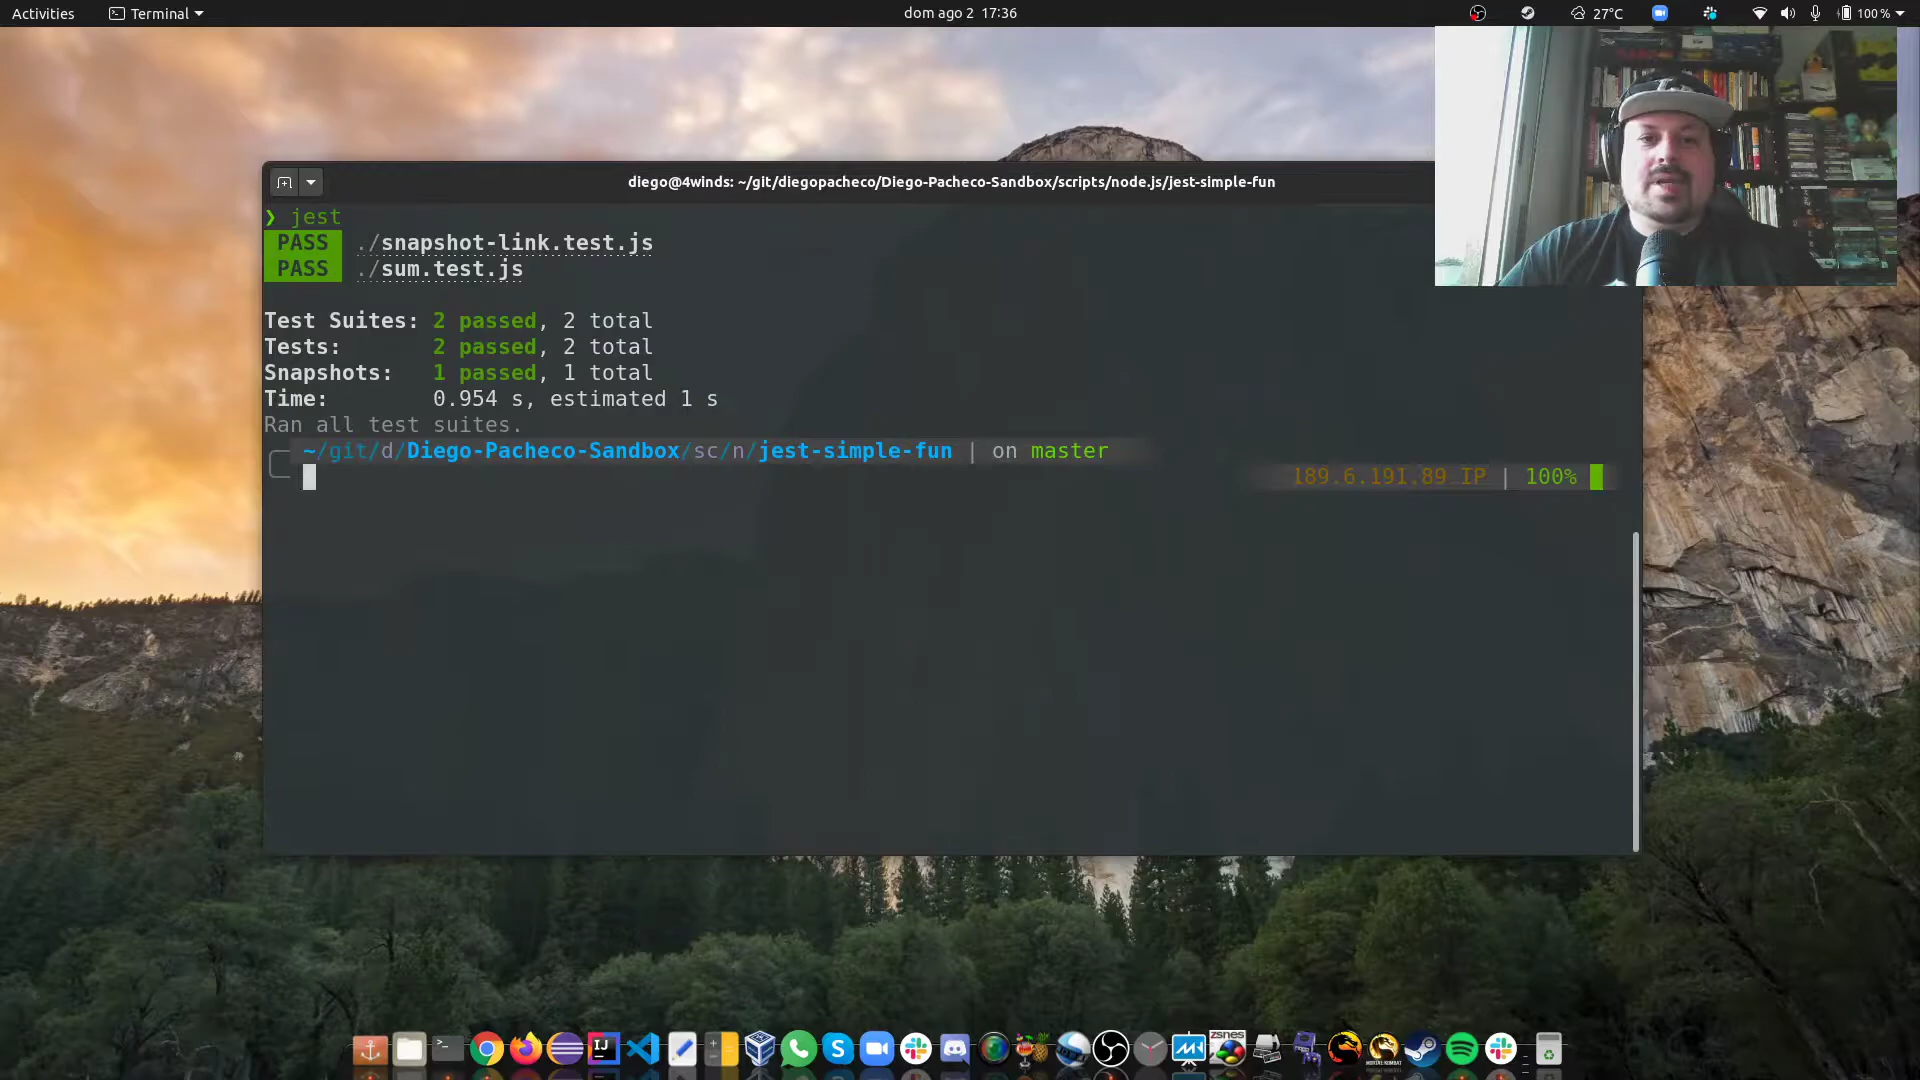 Activities
Terminal
dom ago 2 17:36
27°C
100 %
diego@4winds: ~/git/diegopacheco/Diego-Pacheco-Sandbox/scripts/node.js/jest-simple-fun
❯ jest
PASS ./snapshot-link.test.js
PASS ./sum.test.js
Test Suites: 2 passed, 2 total
Tests: 2 passed, 2 total
Snapshots: 1 passed, 1 total
Time: 0.954 s, estimated 1 s
Ran all test suites.
~/git/d/Diego-Pacheco-Sandbox/sc/n/jest-simple-fun | on master
189.6.191.89 IP | 100%
IJ
ZSNES